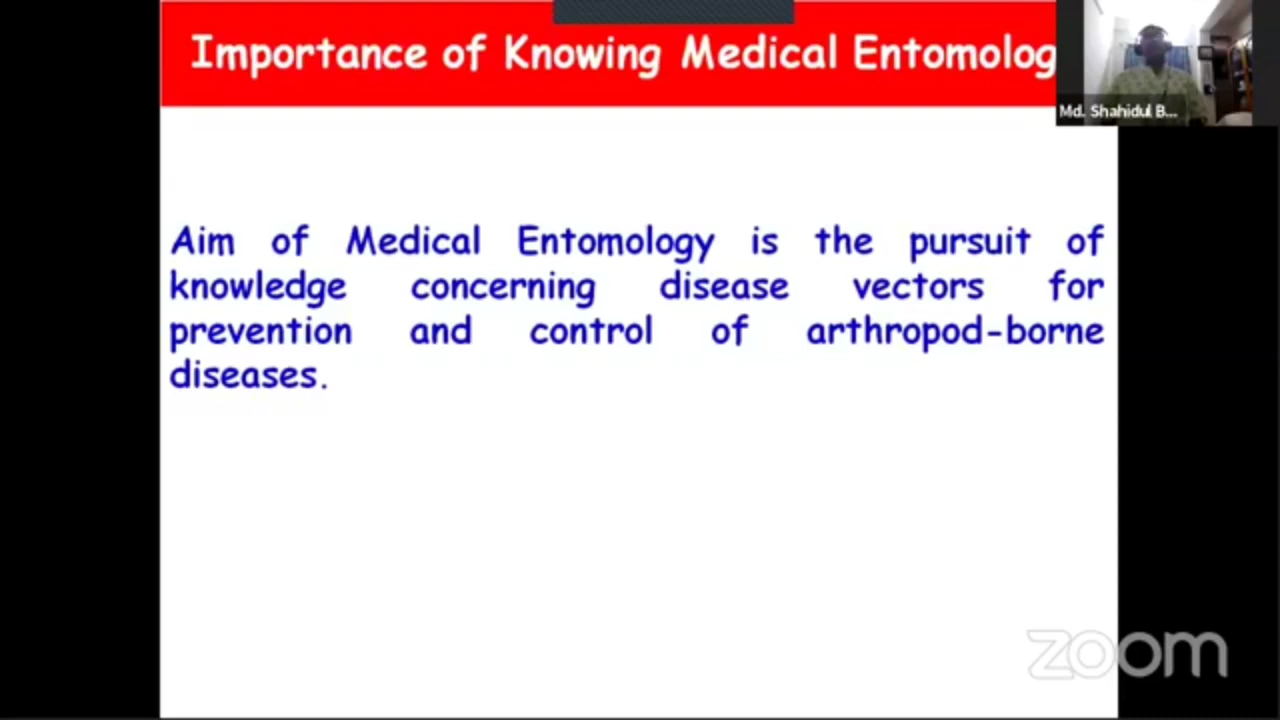 Importance of Knowing Medical Entomolog
Md. Shahidul B...
Aim of Medical Entomology is the pursuit of
knowledge concerning disease vectors for
prevention and control of arthropod-borne
diseases.
zoom